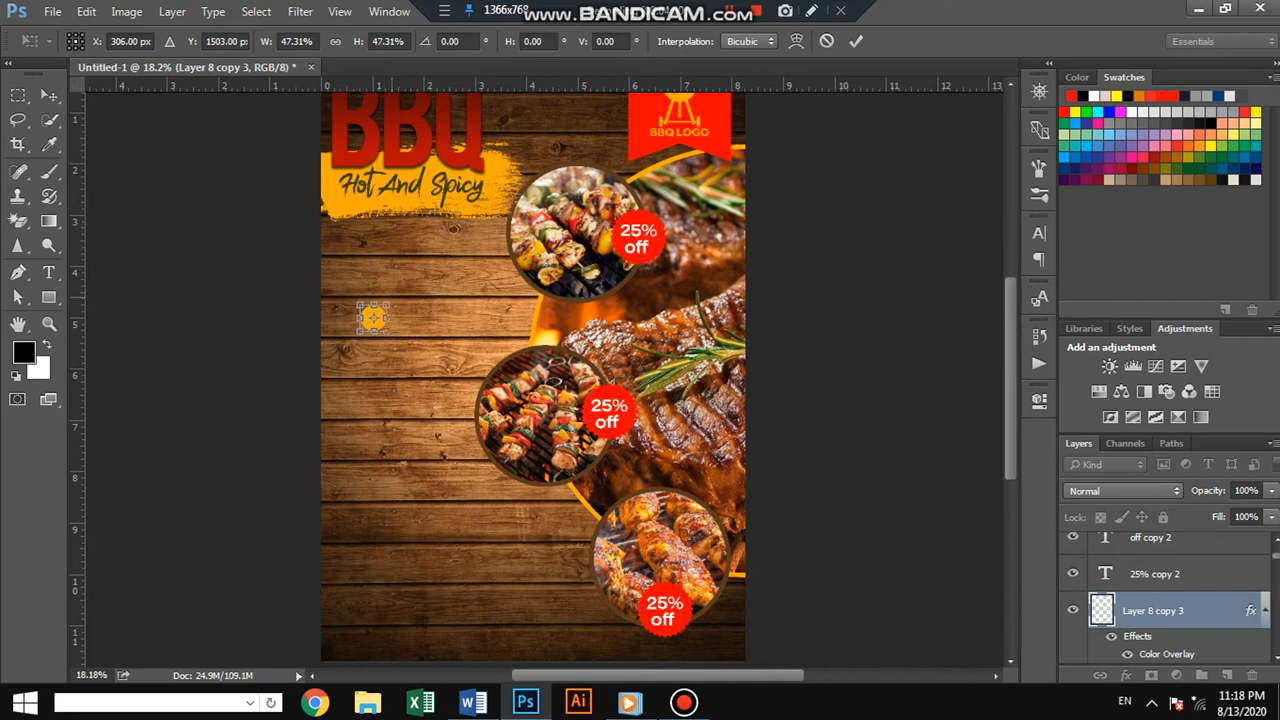 1366x768
www.BANDICAM.com
Ps File Edit Image Layer Type Select Filter View Window
X: 306.00 px Y: 1503.00 px W: 47.31% H: 47.31% 0.00 ° H: 0.00 ° V: 0.00 ° Interpolation: Bicubic Essentials
Untitled-1 @ 18.2% (Layer 8 copy 3, RGB/8) *
Color Swatches
BBQ
Hot And Spicy
BBQ LOGO
25%
off
25%
off
25%
off
Libraries Styles Adjustments
Add an adjustment
Layers Channels Paths
Kind
Normal Opacity: 100%
Lock: Fill: 100%
off copy 2
25% copy 2
Layer 8 copy 3 fx
Effects
Color Overlay
18.18% Doc: 24.9M/109.1M
EN 11:18 PM
8/13/2020